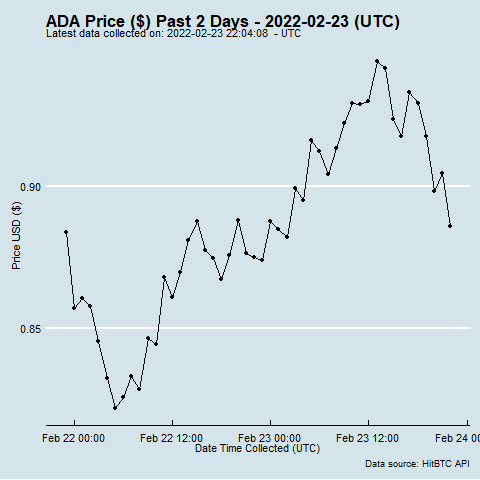 ADA Price ($) Past 2 Days - 2022-02-23 (UTC)
Latest data collected on: 2022-02-23 22:04:08 - UTC
0.90
Price USD ($)
0.85
Feb 22 00:00 Feb 22 12:00 Feb 23 00:00 Feb 23 12:00 Feb 24 00
Date Time Collected (UTC)
Data source: HitBTC API